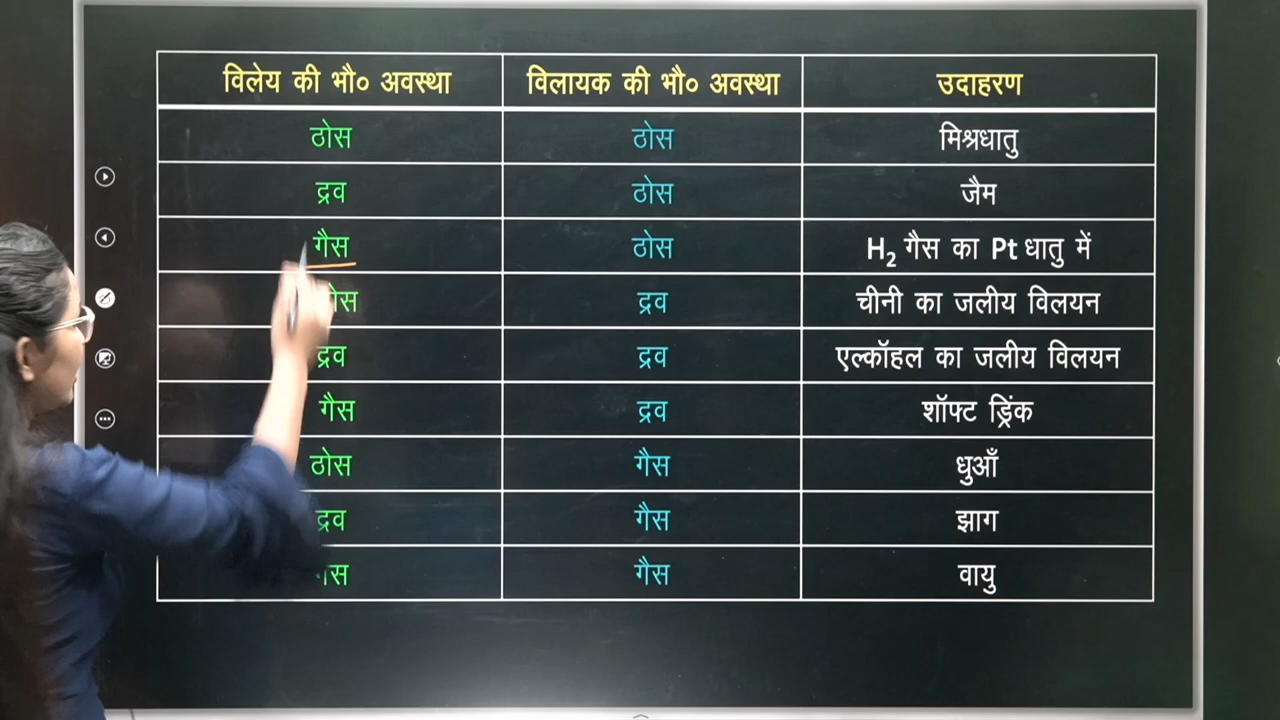 विलेय की भौ० अवस्था विलायक की भौ० अवस्था उदाहरण
ठोस ठोस मिश्रधातु
द्रव ठोस जैम
गैस ठोस H₂ गैस का Pt धातु में
द्रव चीनी का जलीय विलयन
द्रव द्रव एल्कॉहल का जलीय विलयन
गैस द्रव शॉफ्ट ड्रिंक
ठोस गैस धुआँ
द्रव गैस झाग
गैस वायु